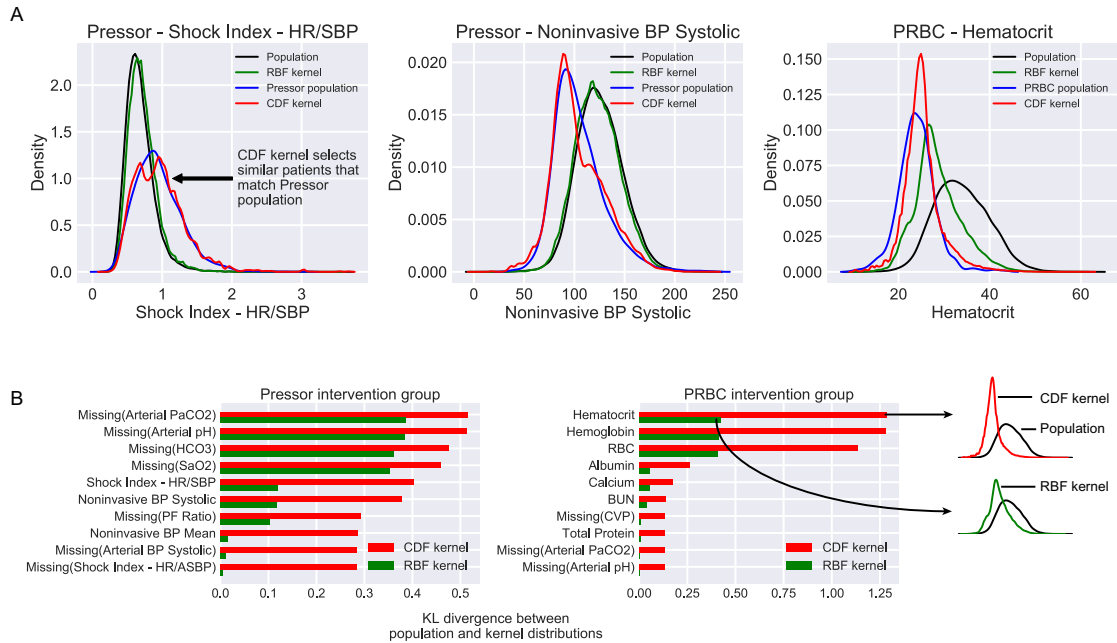 A
Pressor - Shock Index - HR/SBP
Population
RBF kernel
Pressor population
CDF kernel
CDF kernel selects
similar patients that
match Pressor
population
Density
2.0
1.5
1.0
0.5
0.0
0
1
2
3
Shock Index - HR/SBP
Pressor - Noninvasive BP Systolic
Population
RBF kernel
Pressor population
CDF kernel
Density
0.020
0.015
0.010
0.005
0.000
0
50
100
150
200
250
Noninvasive BP Systolic
PRBC - Hematocrit
Population
RBF kernel
PRBC population
CDF kernel
Density
0.150
0.125
0.100
0.075
0.050
0.025
0.000
20
40
60
Hematocrit
B
Pressor intervention group
Missing(Arterial PaCO2)
Missing(Arterial pH)
Missing(HCO3)
Missing(SaO2)
Shock Index - HR/SBP
Noninvasive BP Systolic
Missing(PF Ratio)
Noninvasive BP Mean
Missing(Arterial BP Systolic)
Missing(Shock Index - HR/ASBP)
CDF kernel
RBF kernel
0.0
0.1
0.2
0.3
0.4
0.5
PRBC intervention group
Hematocrit
Hemoglobin
RBC
Albumin
Calcium
BUN
Missing(CVP)
Total Protein
Missing(Arterial PaCO2)
Missing(Arterial pH)
CDF kernel
RBF kernel
0.00
0.25
0.50
0.75
1.00
1.25
CDF kernel
Population
RBF kernel
KL divergence between
population and kernel distributions